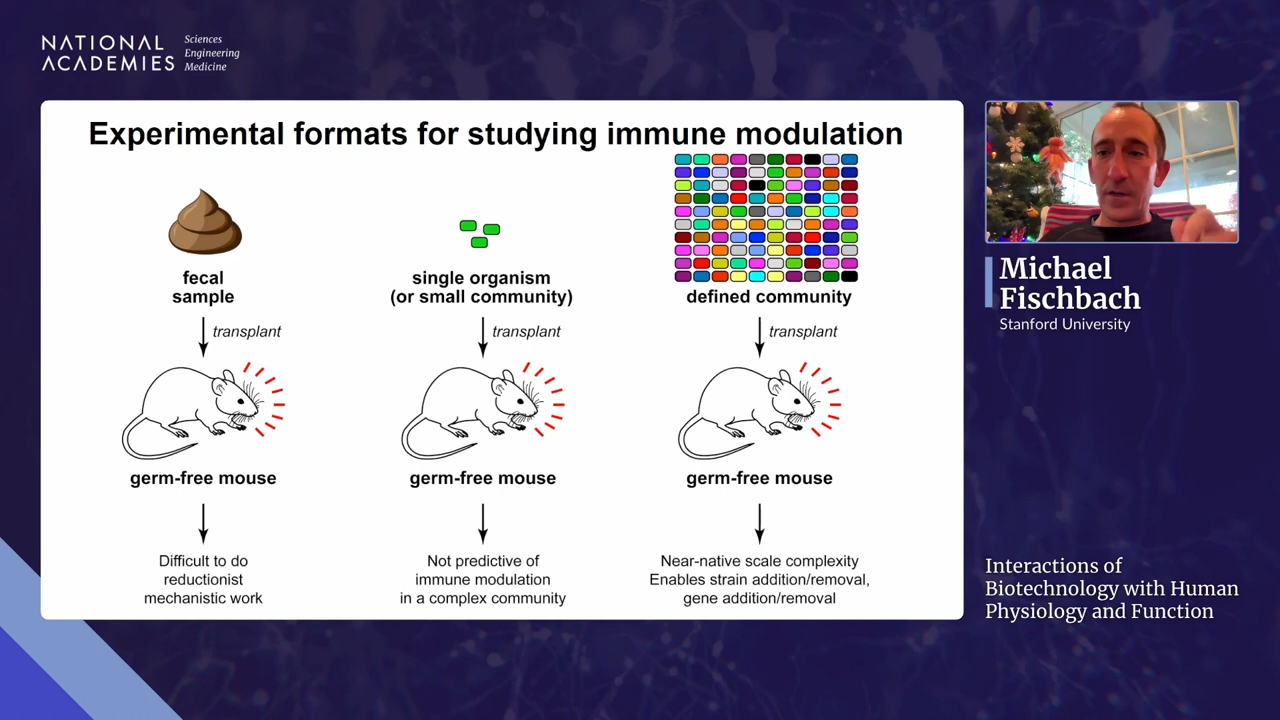 NATIONAL
ACADEMIES
Sciences
Engineering
Medicine
Experimental formats for studying immune modulation
fecal
sample
transplant
germ-free mouse
Difficult to do
reductionist
mechanistic work
single organism
(or small community)
transplant
germ-free mouse
Not predictive of
immune modulation
in a complex community
defined community
transplant
germ-free mouse
Near-native scale complexity
Enables strain addition/removal,
gene addition/removal
Michael
Fischbach
Stanford University
Interactions of
Biotechnology with Human
Physiology and Function